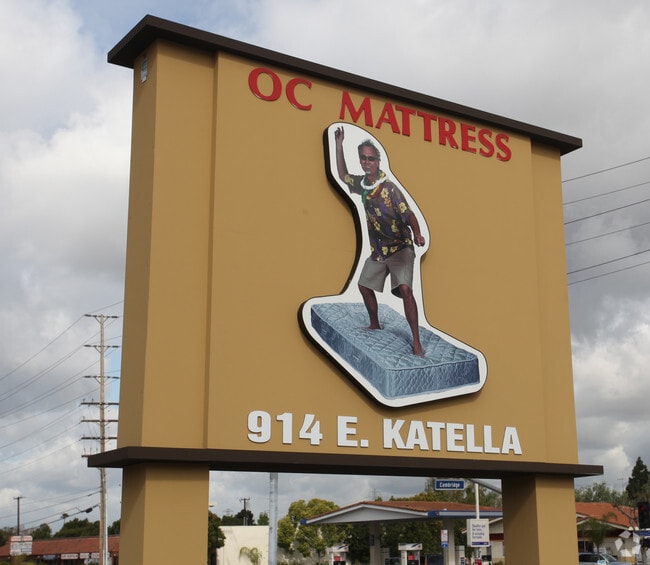 OC MATTRESS
914 E. KATELLA
Cambridge